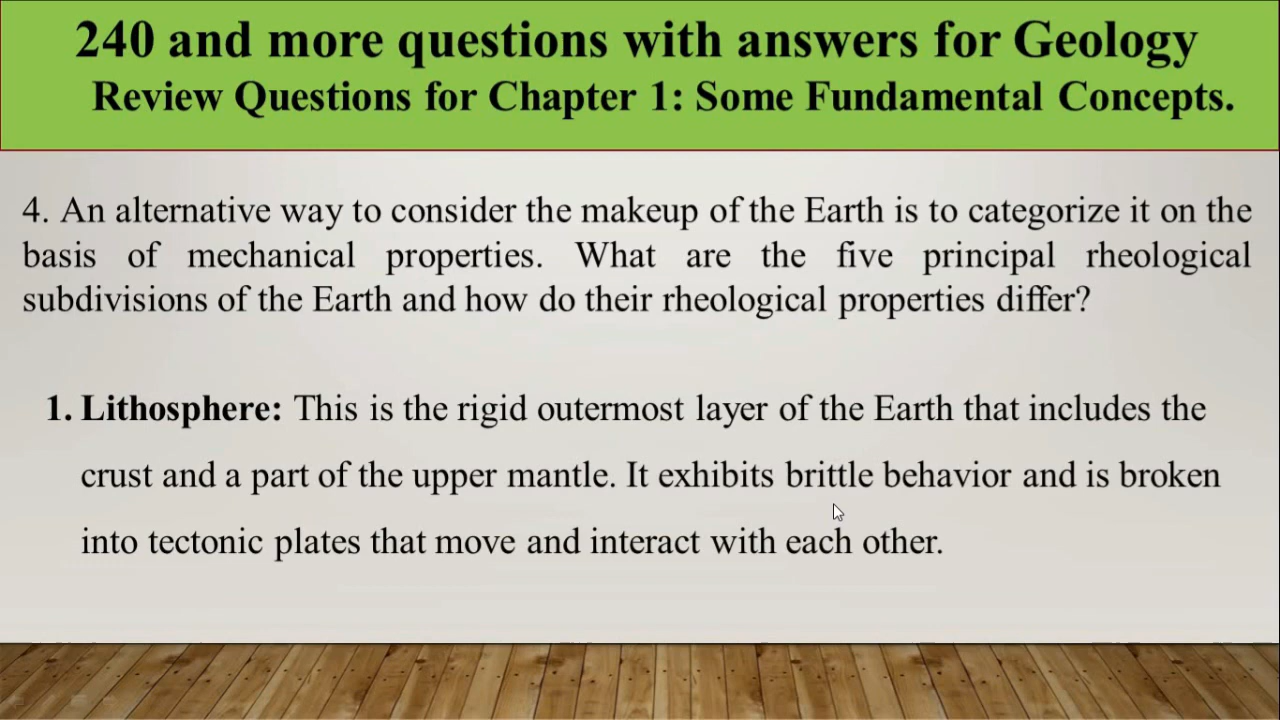 240 and more questions with answers for Geology
Review Questions for Chapter 1: Some Fundamental Concepts.
4. An alternative way to consider the makeup of the Earth is to categorize it on the
basis of mechanical properties. What are the five principal rheological
subdivisions of the Earth and how do their rheological properties differ?
1. Lithosphere: This is the rigid outermost layer of the Earth that includes the
crust and a part of the upper mantle. It exhibits brittle behavior and is broken
into tectonic plates that move and interact with each other.